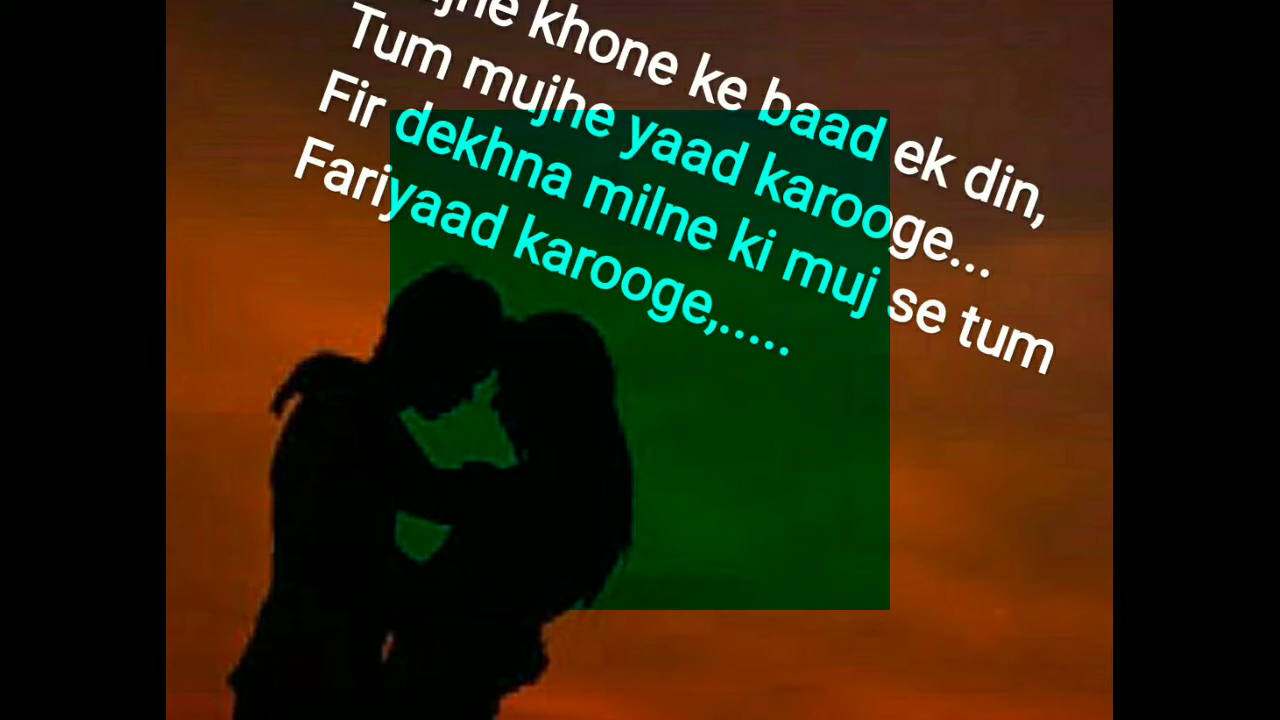 khone ke baad ek din,
Tum mujhe yaad karooge...
Fir dekhna milne ki muj se tum
Fariyaad karooge,.....